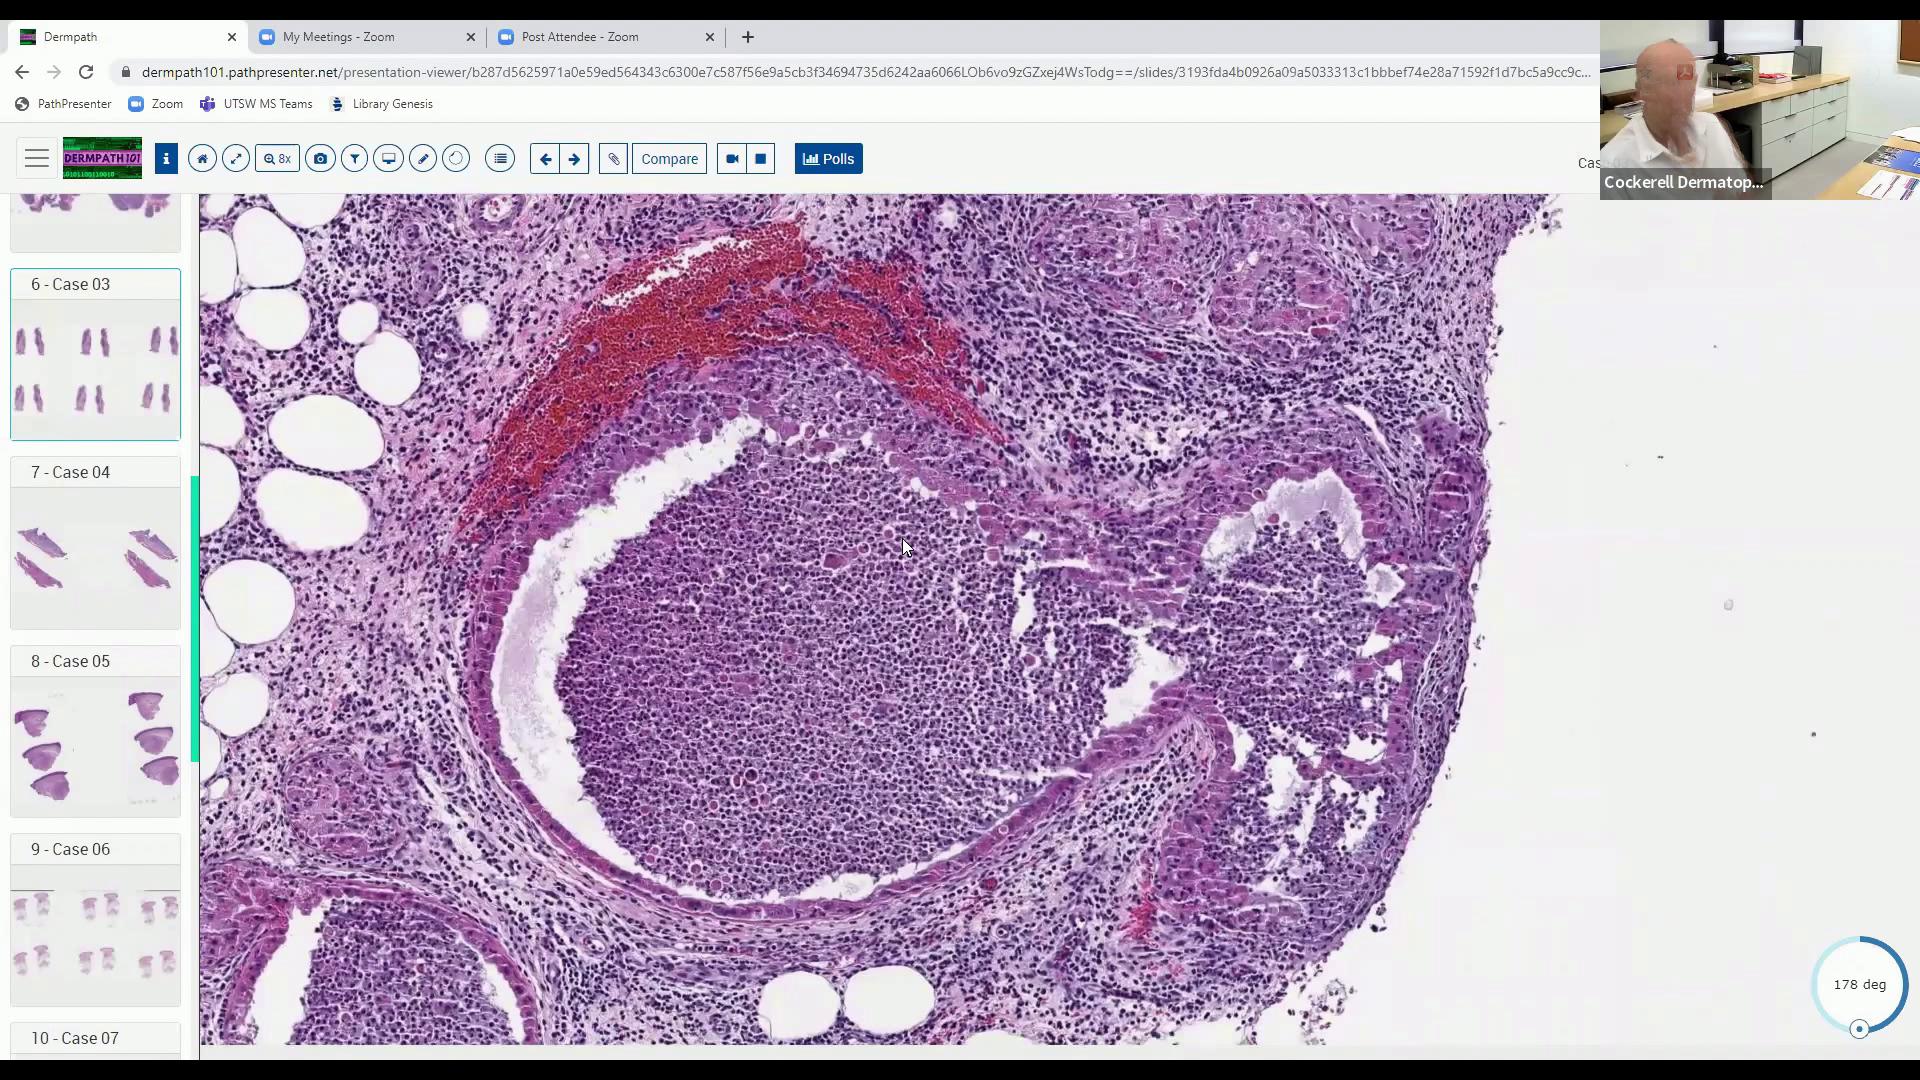 Dermpath
My Meetings - Zoom
Post Attendee - Zoom
dermpath101.pathpresenter.net/presentation-viewer/b287d5625971a0e59ed564343c6300e7c587f56e9a5cb3f34694735d6242aa6066LOb6vo9zGZxej4WsTodg==/slides/3193fda4b0926a09a5033313c1bbbef74e28a71592f1d7bc5a9cc9c...
PathPresenter
Zoom
UTSW MS Teams
Library Genesis
DERMPATH 101
8x
Compare
Polls
Cas
Cockerell Dermatop...
6 - Case 03
7 - Case 04
8 - Case 05
9 - Case 06
10 - Case 07
178 deg